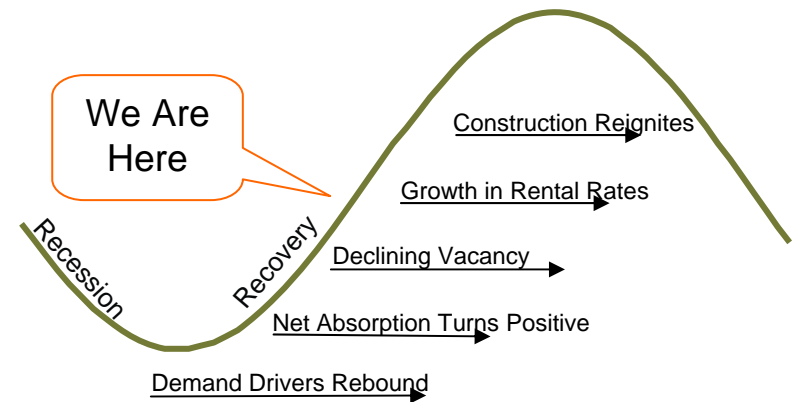 We Are
Here
Construction Reignites
Growth in Rental Rates
Recession
Recovery
Declining Vacancy
Net Absorption Turns Positive
Demand Drivers Rebound